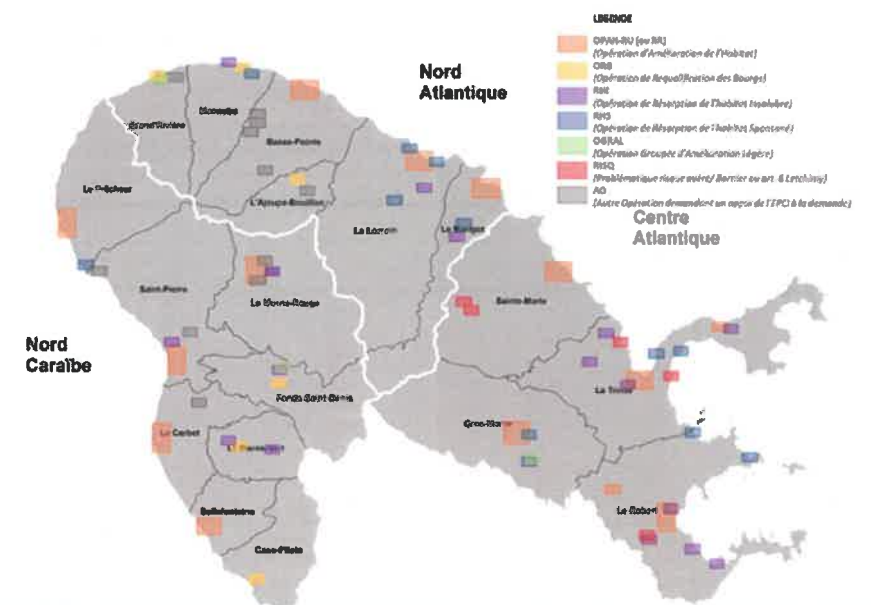 LEGENDE
OPAH-RU (ou RR)
(Opération d'Amélioration de l'Habitat)
ORB
(Opération de Requalification des Bourgs)
RHI
(Opération de Résorption de l'habitat Insalubre)
RHS
(Opération de Résorption de l'habitat Spontané)
OGRAL
(Opération Groupée d'Amélioration Légère)
RISQ
(Problématique risque avéré/ Barnier ou art. 6 Letchimy)
AO
(Autre Opération demandant un appui de l'EPCI à la demande)
Nord
Atlantique
Centre
Atlantique
Nord
Caraïbe
Grand'Rivière
Macouba
Basse-Pointe
Le Prêcheur
L'Ajoupa-Bouillon
Le Lorrain
Le Marigot
Saint-Pierre
Le Morne-Rouge
Sainte-Marie
Fonds-Saint-Denis
La Trinité
Gros-Morne
Le Carbet
Bellefontaine
Le Robert
Case-Pilote